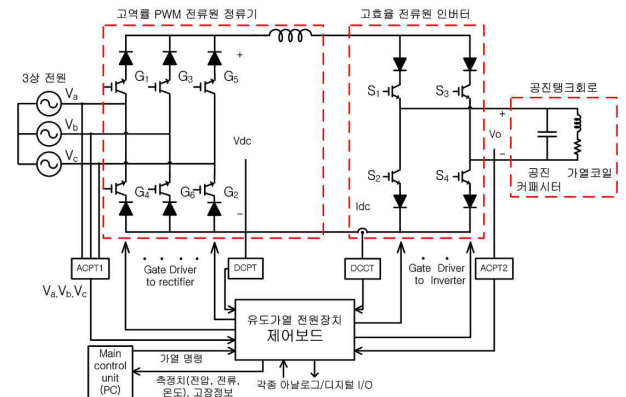 고역률 PWM 전류원 정류기
고효율 전류원 인버터
3상 전원
Va
Vb
Vc
G1
G3
G5
G4
G6
G2
+
Vdc
−
S1
S3
S2
S4
Idc
공진탱크회로
+
Vo
−
공진
커패시터
가열코일
ACPT1
Va,Vb,Vc
Gate Driver
to rectifier
DCPT
DCCT
Gate Driver
to Inverter
ACPT2
유도가열 전원장치
제어보드
Main
control
unit
(PC)
가열 명령
측정치(전압, 전류,
온도), 고장정보
각종 아날로그/디지털 I/O